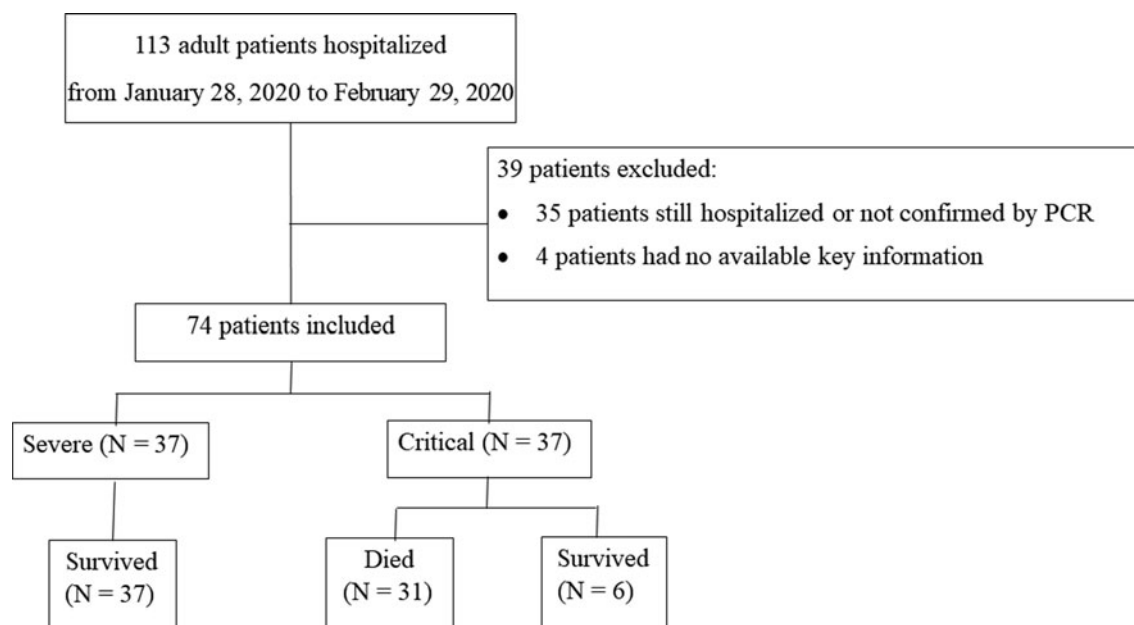 113 adult patients hospitalized
from January 28, 2020 to February 29, 2020
39 patients excluded:
• 35 patients still hospitalized or not confirmed by PCR
• 4 patients had no available key information
74 patients included
Severe (N = 37)
Critical (N = 37)
Survived
(N = 37)
Died
(N = 31)
Survived
(N = 6)